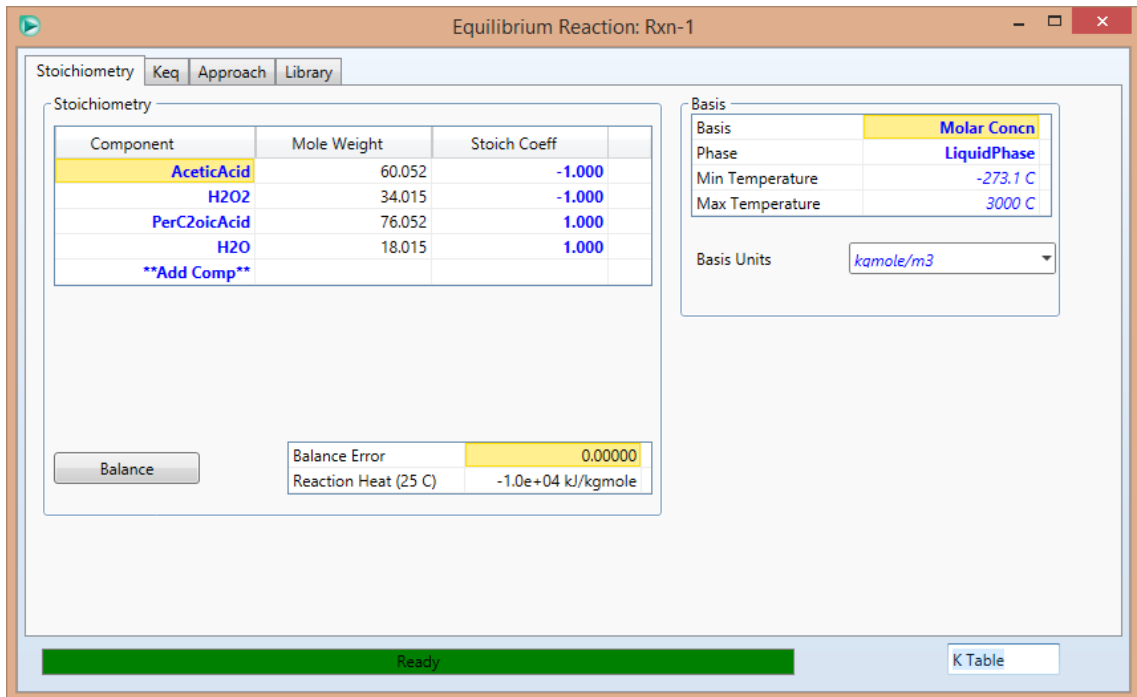 Equilibrium Reaction: Rxn-1
Stoichiometry Keq Approach Library
Stoichiometry
Component Mole Weight Stoich Coeff
AceticAcid 60.052 -1.000
H2O2 34.015 -1.000
PerC2oicAcid 76.052 1.000
H2O 18.015 1.000
**Add Comp**
Balance
Balance Error 0.00000
Reaction Heat (25 C) -1.0e+04 kJ/kgmole
Basis
Basis Molar Concn
Phase LiquidPhase
Min Temperature -273.1 C
Max Temperature 3000 C
Basis Units kgmole/m3
Ready
K Table